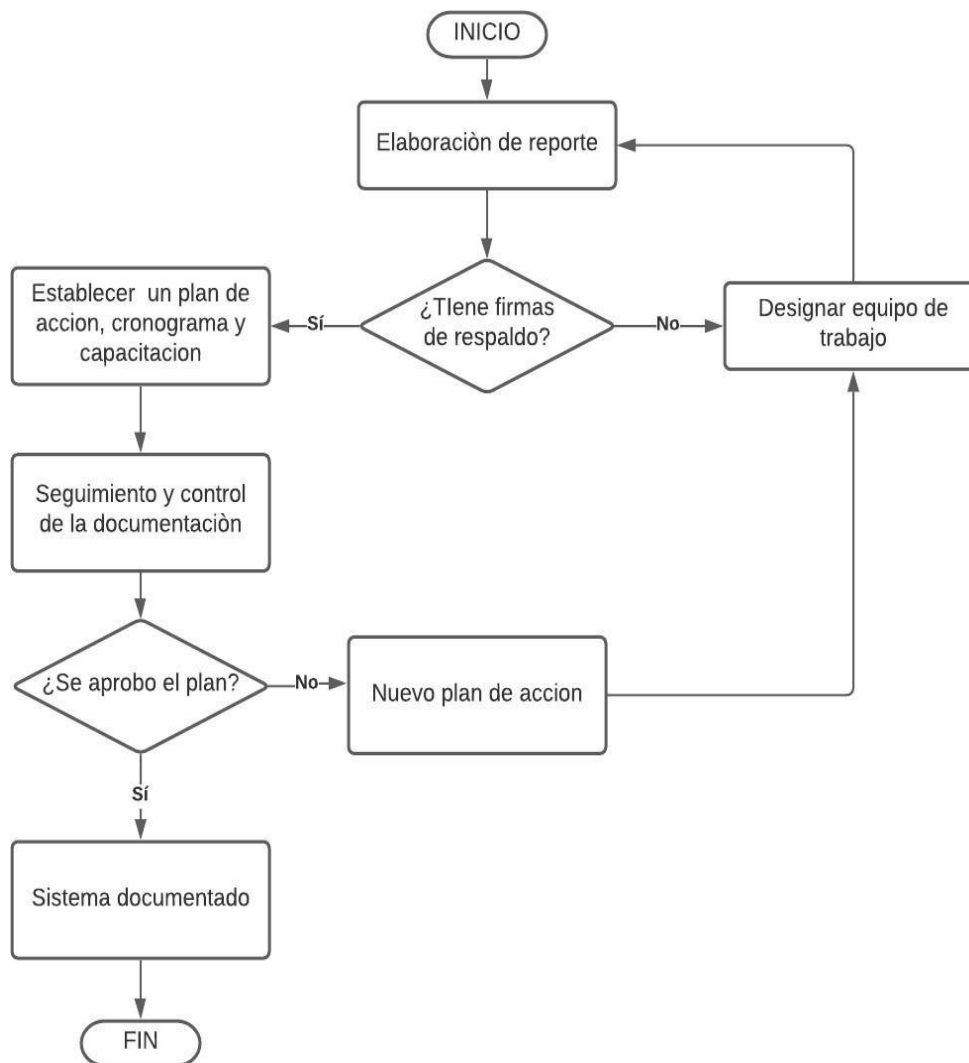 INICIO
Elaboraciòn de reporte
¿TIene firmas
de respaldo?
Sí
No
Establecer un plan de
accion, cronograma y
capacitacion
Designar equipo de
trabajo
Seguimiento y control
de la documentaciòn
¿Se aprobo el plan?
No
Nuevo plan de accion
Sí
Sistema documentado
FIN